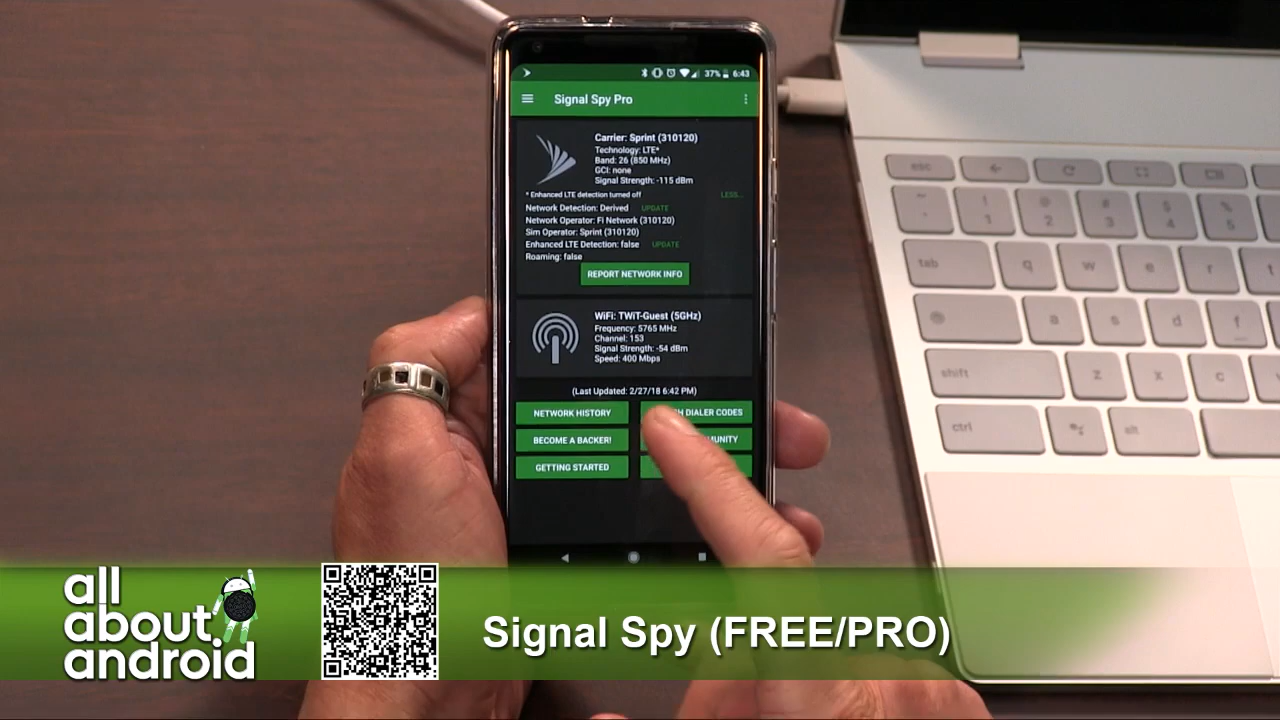 37% 6:43
Signal Spy Pro
Carrier: Sprint (310120)
Technology: LTE*
Band: 26 (850 MHz)
GCI: none
Signal Strength: -115 dBm
* Enhanced LTE detection turned off LESS...
Network Detection: Derived UPDATE
Network Operator: Fi Network (310120)
Sim Operator: Sprint (310120)
Enhanced LTE Detection: false UPDATE
Roaming: false
REPORT NETWORK INFO
WiFi: TWiT-Guest (5GHz)
Frequency: 5765 MHz
Channel: 153
Signal Strength: -54 dBm
Speed: 400 Mbps
(Last Updated: 2/27/18 6:42 PM)
NETWORK HISTORY
DIALER CODES
BECOME A BACKER!
GETTING STARTED
esc
~ ! @ # $ %
1 2 3 4 5
tab q w e r t
a s d f
shift z x c
ctrl alt
all
about
android
Signal Spy (FREE/PRO)